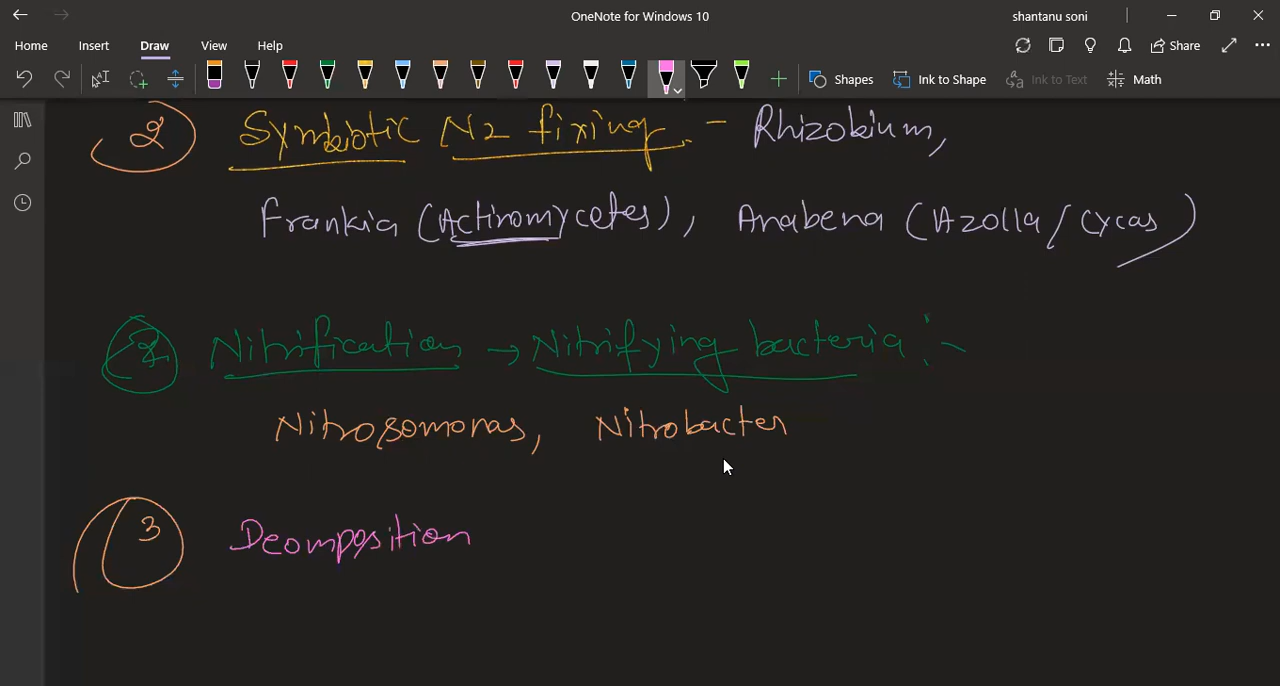 OneNote for Windows 10
shantanu soni
Home Insert Draw View Help
Share
Shapes Ink to Shape Ink to Text Math
2 Symbiotic N2 fixing - Rhizobium,
Frankia (Actinomycetes), Anabena (Azolla/Cycas)
2 Nitrification → Nitrifying bacteria :-
Nitrosomonas, Nitrobacter
3 Deomposition